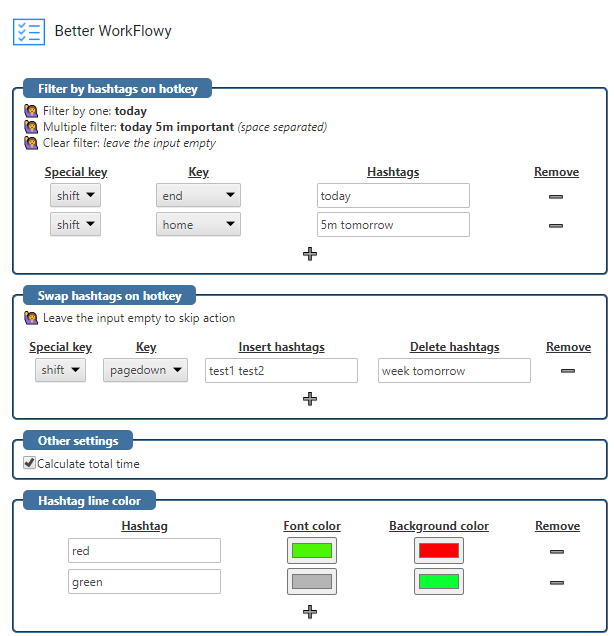 Better WorkFlowy
Filter by hashtags on hotkey
Filter by one: today
Multiple filter: today 5m important (space separated)
Clear filter: leave the input empty
Special key Key Hashtags Remove
shift end today
shift home 5m tomorrow
Swap hashtags on hotkey
Leave the input empty to skip action
Special key Key Insert hashtags Delete hashtags Remove
shift pagedown test1 test2 week tomorrow
Other settings
Calculate total time
Hashtag line color
Hashtag Font color Background color Remove
red
green